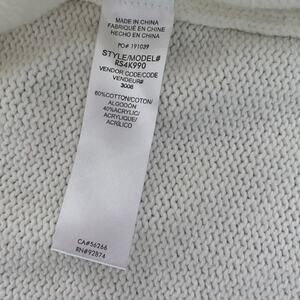 MADE IN CHINA
FABRIQUÉ EN CHINE
HECHO EN CHINA
PO# 191039
STYLE/MODEL#
RS4K990
VENDOR CODE/CODE
VENDEUR#
3008
60%COTTON/COTON/
ALGODÓN
40%ACRYLIC/
ACRYLIQUE/
ACRÍLICO
CA#56266
RN#92874